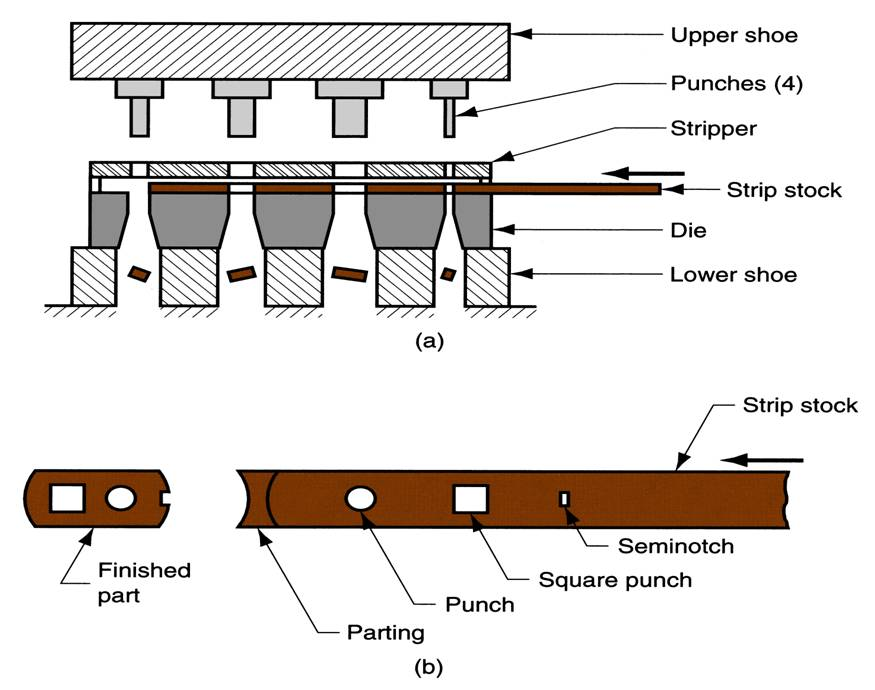 Upper shoe
Punches (4)
Stripper
Strip stock
Die
Lower shoe
(a)
Strip stock
Seminotch
Square punch
Finished
part
Punch
Parting
(b)